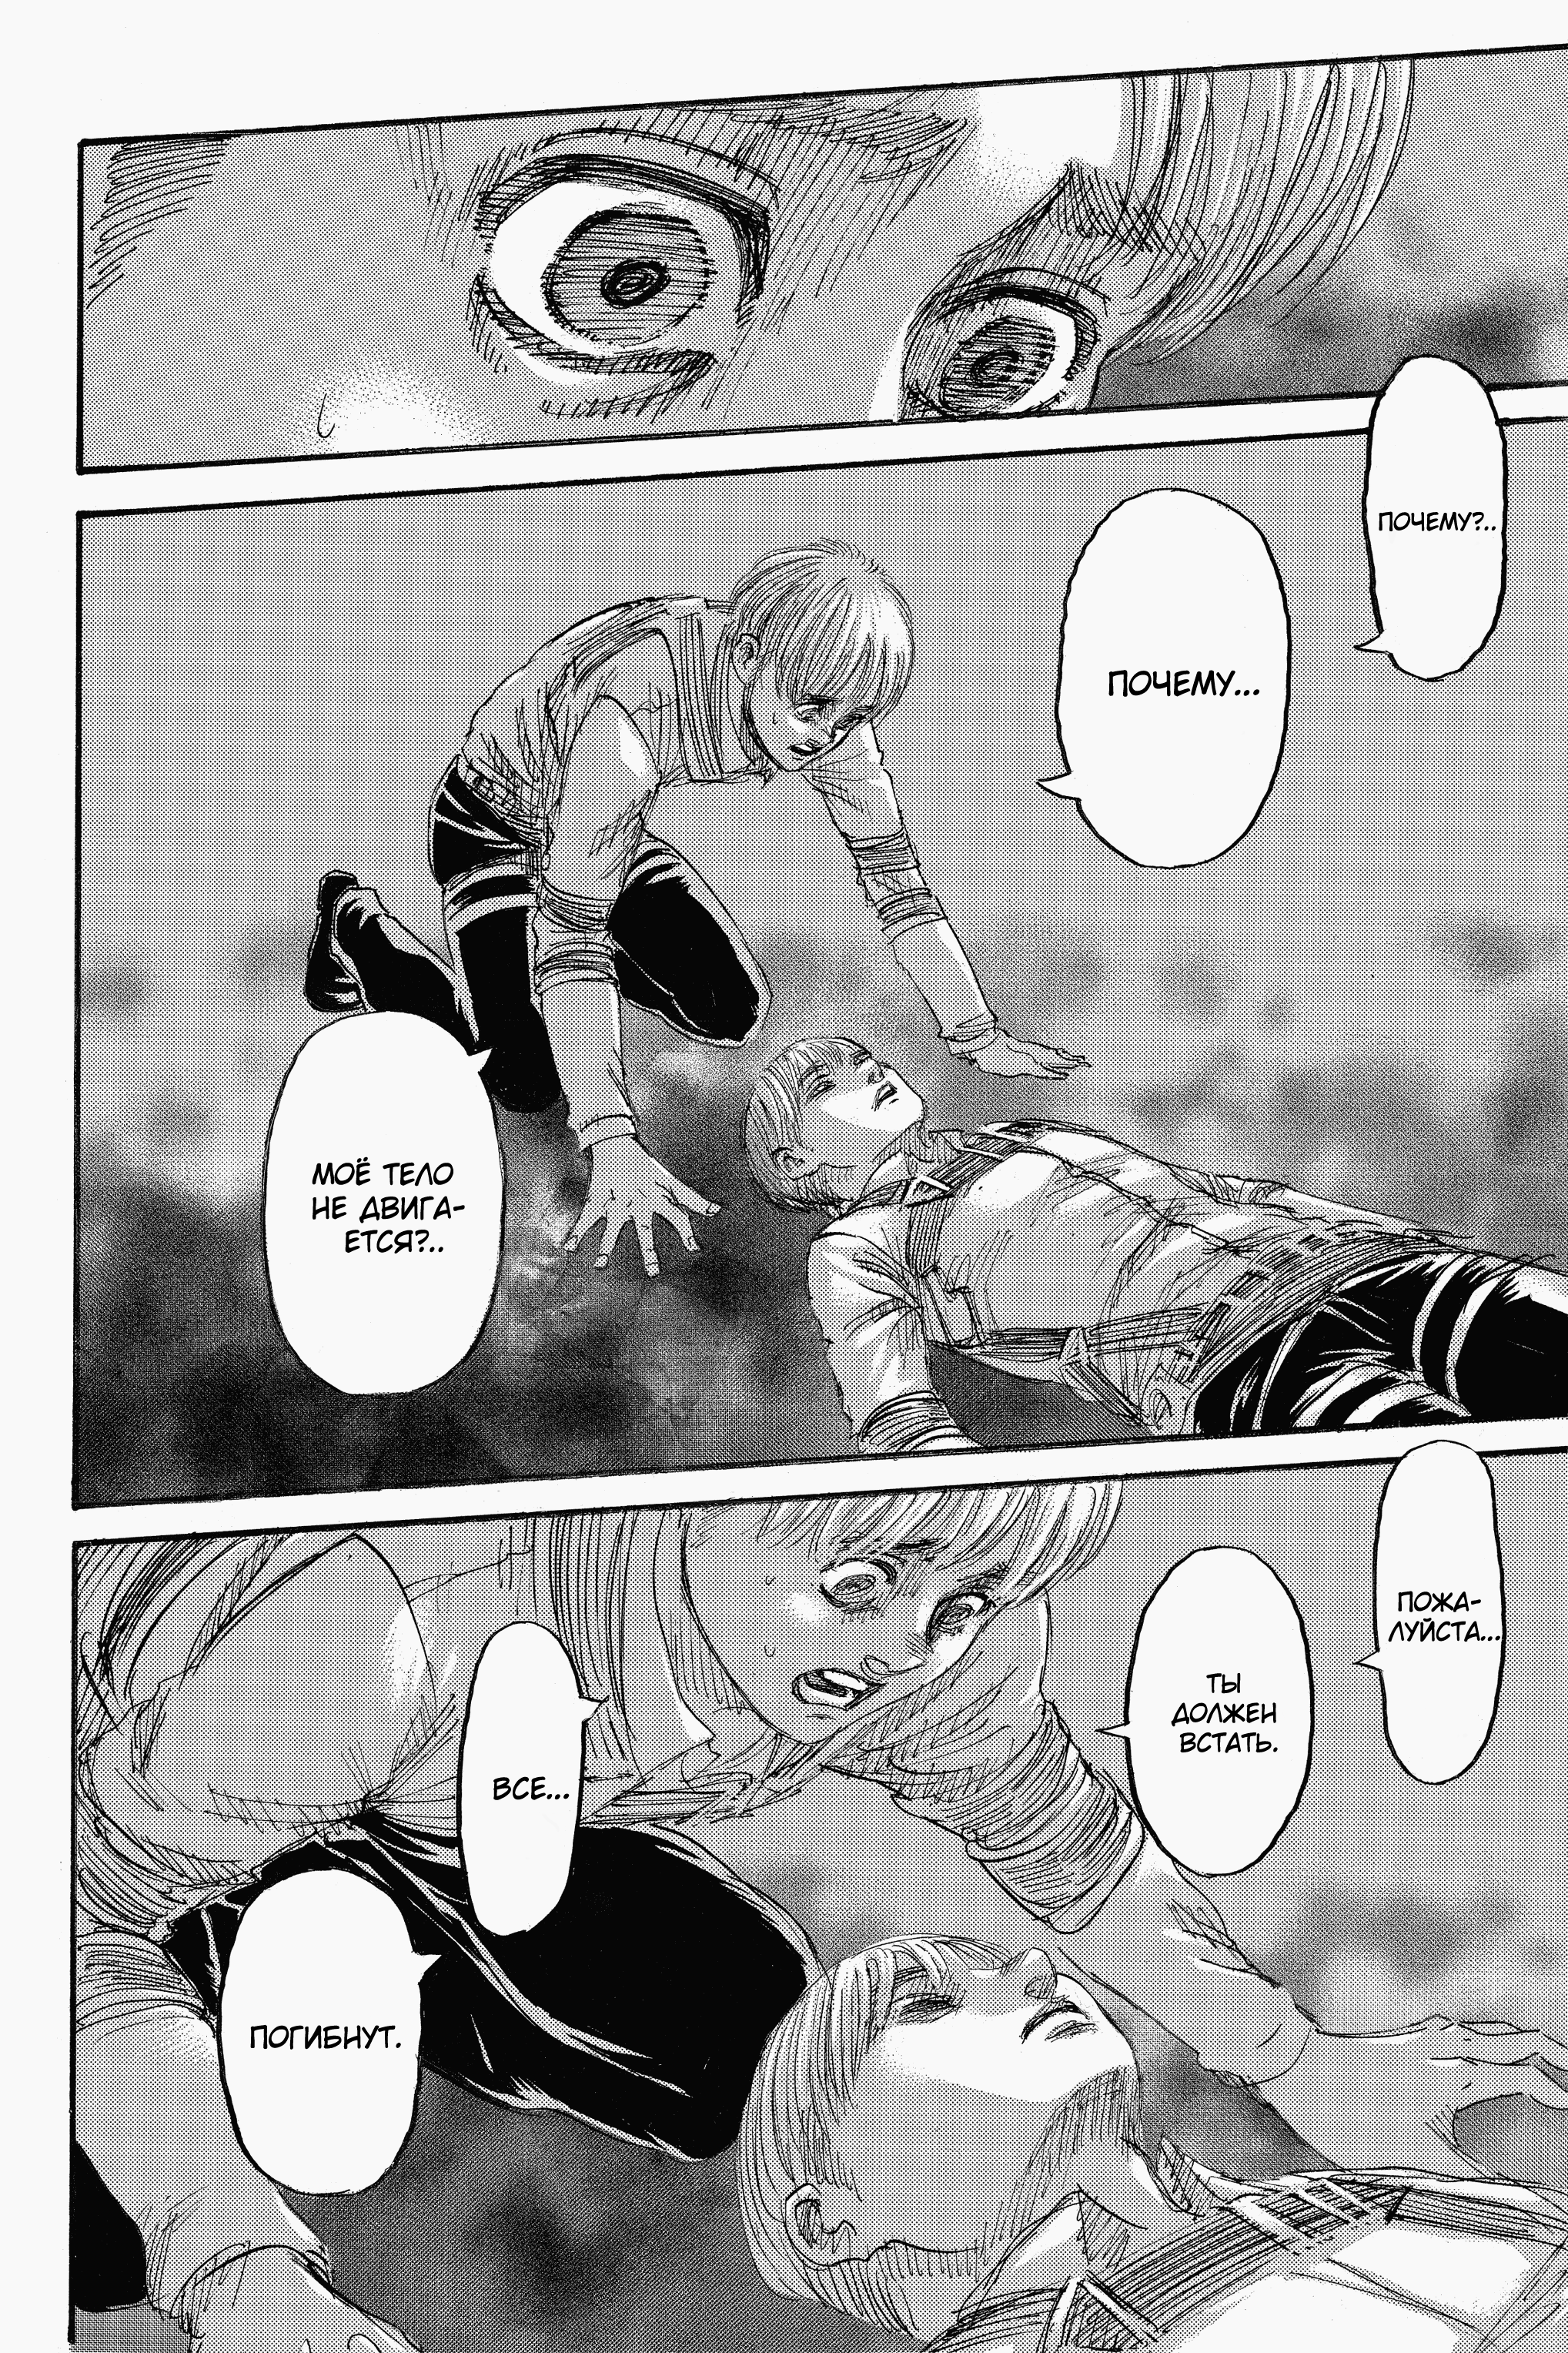 ПОЧЕМУ?..
ПОЧЕМУ...
МОЁ ТЕЛО
НЕ ДВИГА-
ЕТСЯ?..
ПОЖА-
ЛУЙСТА...
ТЫ
ДОЛЖЕН
ВСТАТЬ.
ВСЕ...
ПОГИБНУТ.